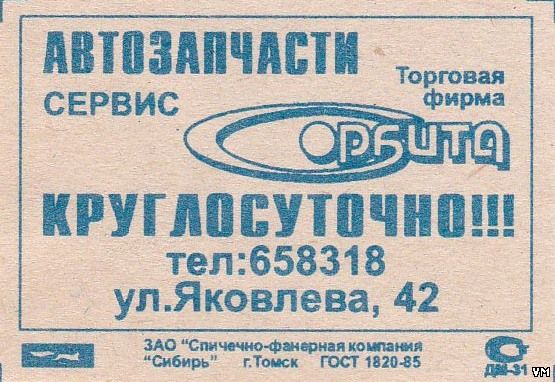 АВТОЗАПЧАСТИ
СЕРВИС
Торговая
фирма
ОРБИТА
КРУГЛОСУТОЧНО!!!
тел:658318
ул.Яковлева, 42
ЗАО "Спичечно-фанерная компания
"Сибирь" г.Томск ГОСТ 1820-85
ДМ-31
VM